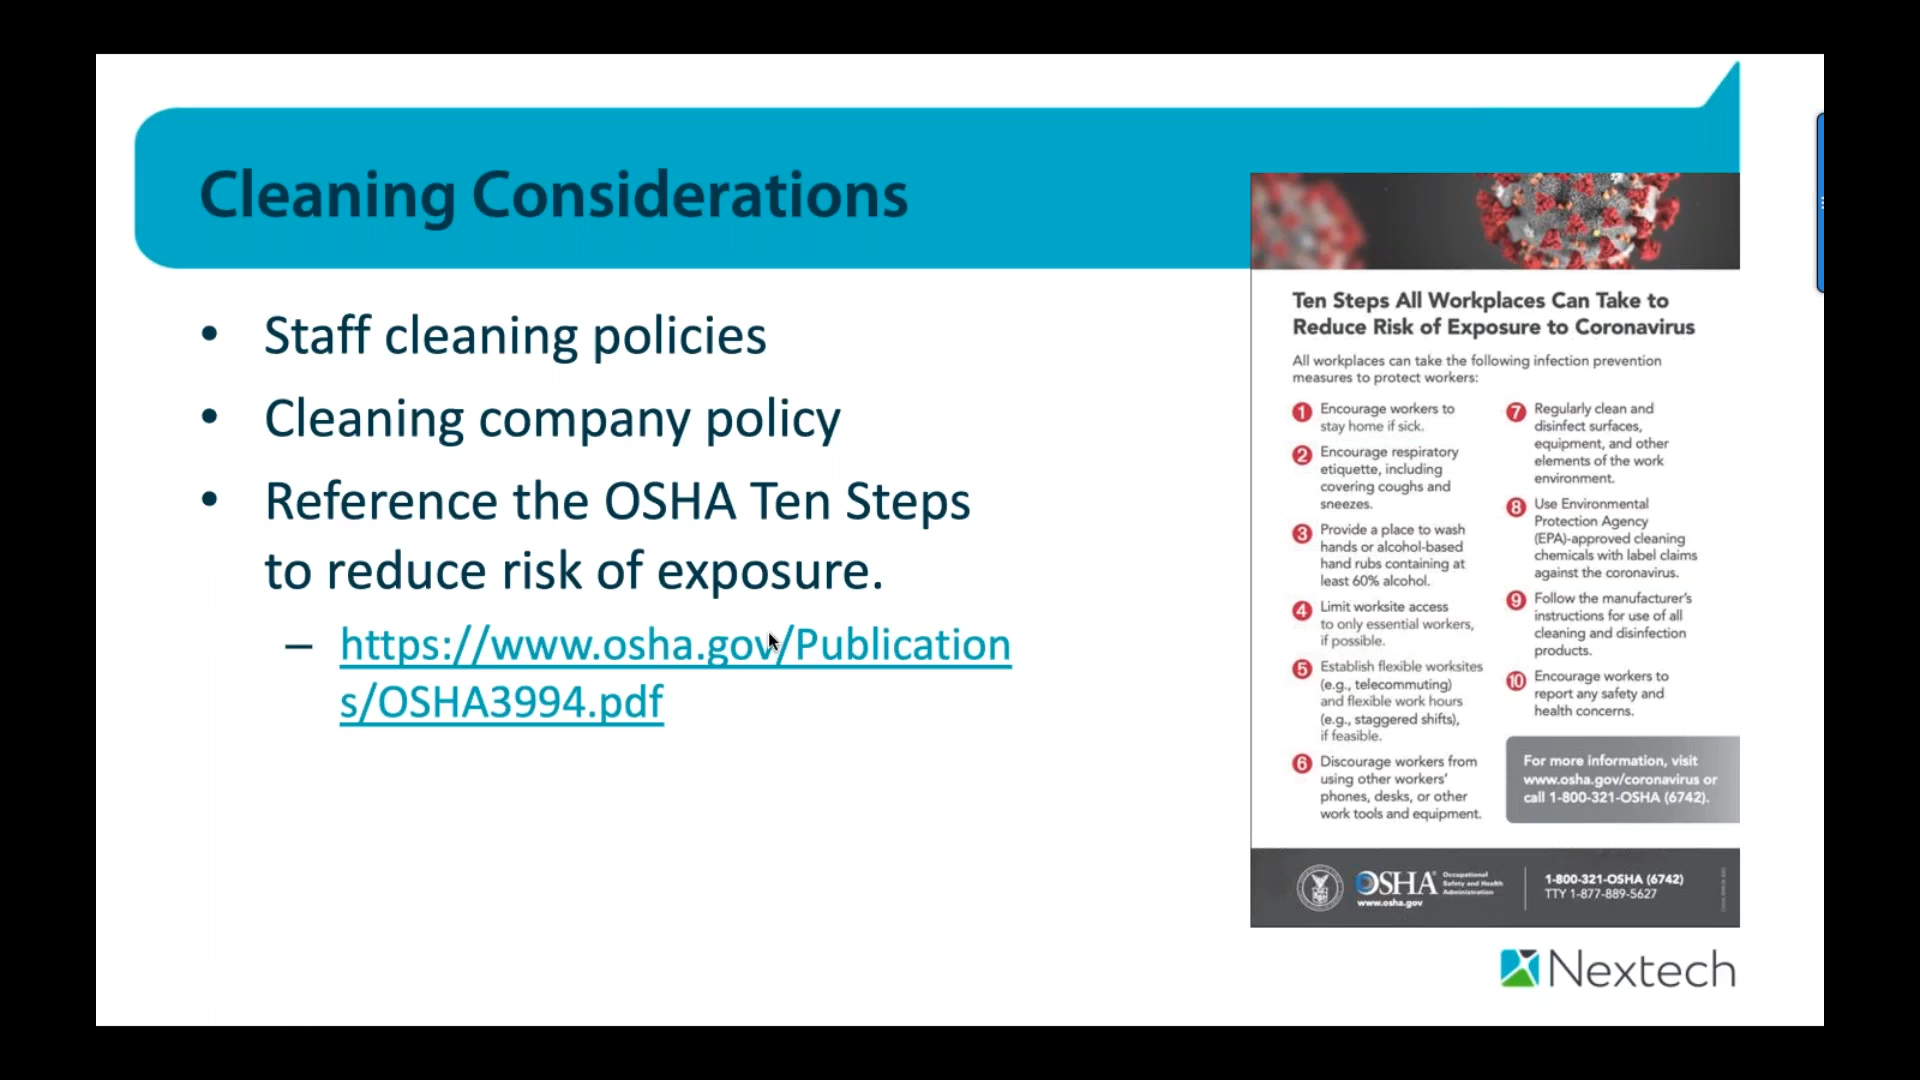 Cleaning Considerations
• Staff cleaning policies
• Cleaning company policy
• Reference the OSHA Ten Steps
to reduce risk of exposure.
– https://www.osha.gov/Publication
s/OSHA3994.pdf
Ten Steps All Workplaces Can Take to
Reduce Risk of Exposure to Coronavirus
All workplaces can take the following infection prevention
measures to protect workers:
1 Encourage workers to
stay home if sick.
2 Encourage respiratory
etiquette, including
covering coughs and
sneezes.
3 Provide a place to wash
hands or alcohol-based
hand rubs containing at
least 60% alcohol.
4 Limit worksite access
to only essential workers,
if possible.
5 Establish flexible worksites
(e.g., telecommuting)
and flexible work hours
(e.g., staggered shifts),
if feasible.
6 Discourage workers from
using other workers’
phones, desks, or other
work tools and equipment.
7 Regularly clean and
disinfect surfaces,
equipment, and other
elements of the work
environment.
8 Use Environmental
Protection Agency
(EPA)-approved cleaning
chemicals with label claims
against the coronavirus.
9 Follow the manufacturer’s
instructions for use of all
cleaning and disinfection
products.
10 Encourage workers to
report any safety and
health concerns.
For more information, visit
www.osha.gov/coronavirus or
call 1-800-321-OSHA (6742).
OSHA®
Occupational
Safety and Health
Administration
www.osha.gov
1-800-321-OSHA (6742)
TTY 1-877-889-5627
Nextech